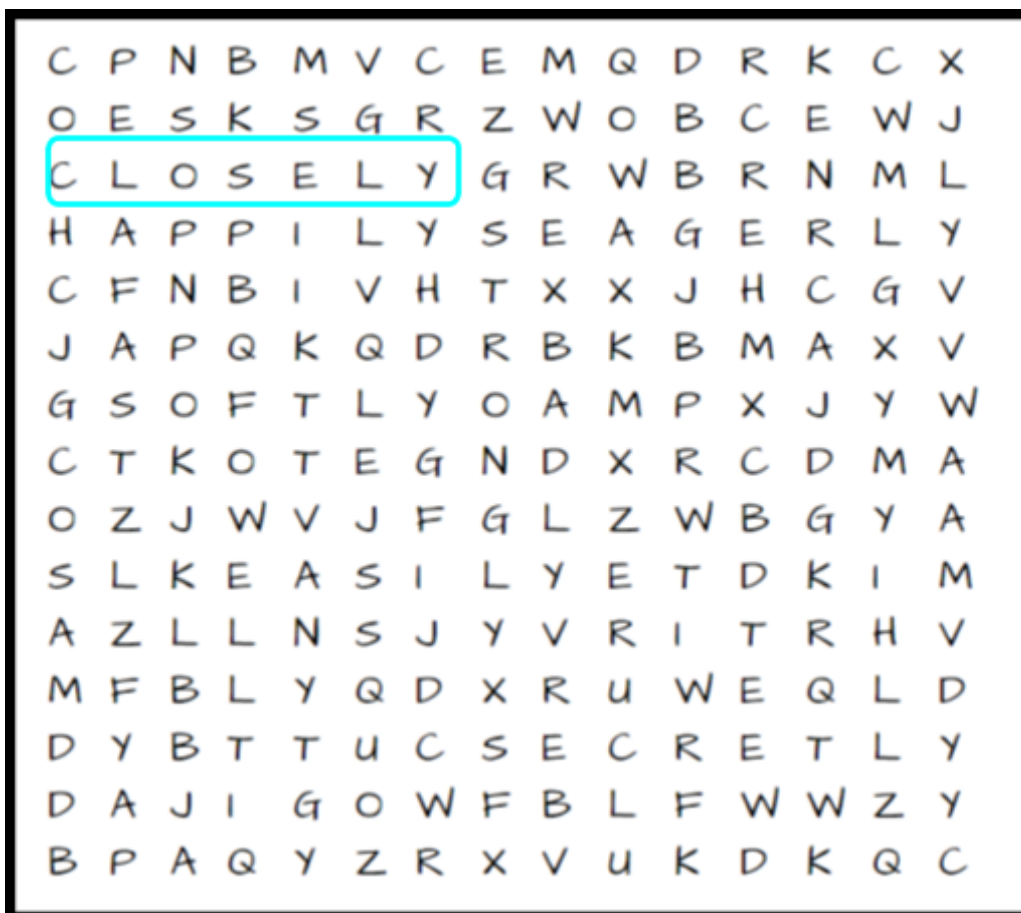 C P N B M V C E M Q D R K C X
O E S K S G R Z W O B C E W J
C L O S E L Y G R W B R N M L
H A P P I L Y S E A G E R L Y
C F N B I V H T X X J H C G V
J A P Q K Q D R B K B M A X V
G S O F T L Y O A M P X J Y W
C T K O T E G N D X R C D M A
O Z J W V J F G L Z W B G Y A
S L K E A S I L Y E T D K I M
A Z L L N S J Y V R I T R H V
M F B L Y Q D X R U W E Q L D
D Y B T T U C S E C R E T L Y
D A J I G O W F B L F W W Z Y
B P A Q Y Z R X V U K D K Q C